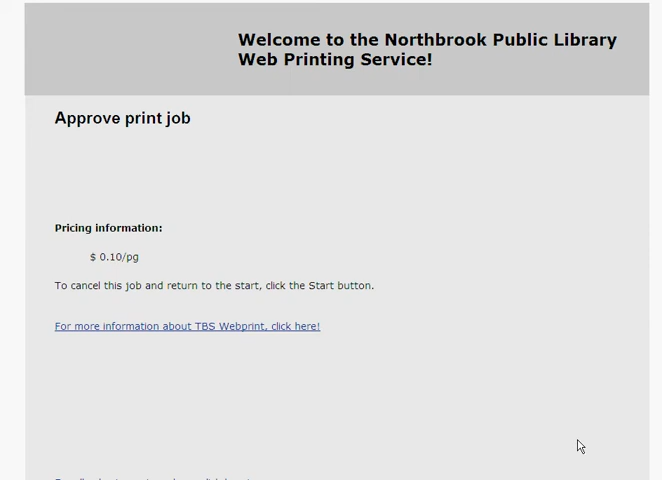 Welcome to the Northbrook Public Library
Web Printing Service!
Approve print job
Pricing information:
$ 0.10/pg
To cancel this job and return to the start, click the Start button.
For more information about TBS Webprint, click here!